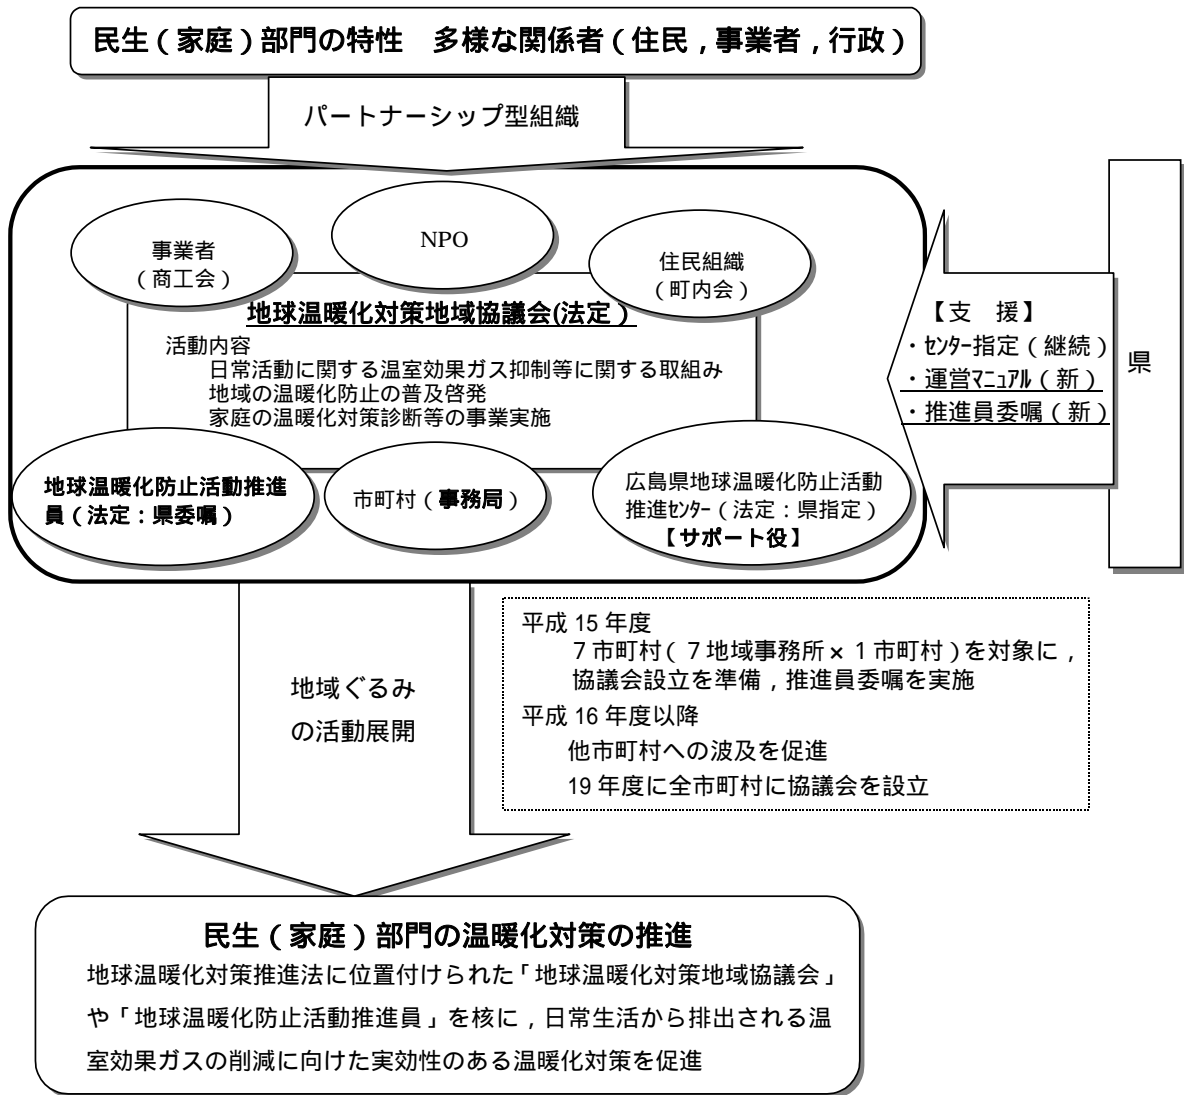 民生（家庭）部門の特性　多様な関係者（住民，事業者，行政）
パートナーシップ型組織
事業者
（商工会）
NPO
住民組織
（町内会）
地球温暖化対策地域協議会(法定）
活動内容
日常活動に関する温室効果ガス抑制等に関する取組み
地域の温暖化防止の普及啓発
家庭の温暖化対策診断等の事業実施
地球温暖化防止活動推進
員（法定：県委嘱）
市町村（事務局）
広島県地球温暖化防止活動
推進ｾﾝﾀｰ（法定：県指定）
【サポート役】
【支　援】
・ｾﾝﾀｰ指定（継続）
・運営ﾏﾆｭｱﾙ（新）
・推進員委嘱（新）
県
地域ぐるみ
の活動展開
平成 15 年度
７市町村（７地域事務所×１市町村）を対象に，
協議会設立を準備，推進員委嘱を実施
平成 16 年度以降
他市町村への波及を促進
19 年度に全市町村に協議会を設立
民生（家庭）部門の温暖化対策の推進
地球温暖化対策推進法に位置付けられた「地球温暖化対策地域協議会」
や「地球温暖化防止活動推進員」を核に，日常生活から排出される温
室効果ガスの削減に向けた実効性のある温暖化対策を促進